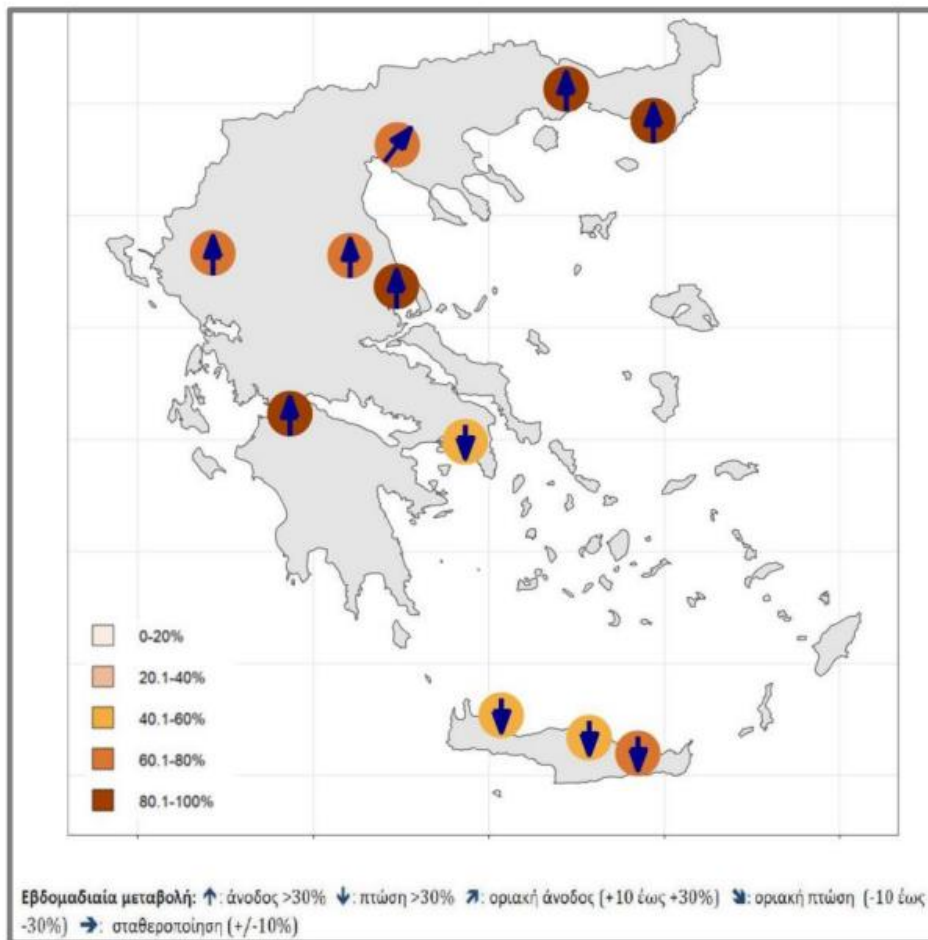 0-20%
20.1-40%
40.1-60%
60.1-80%
80.1-100%
Εβδομαδιαία μεταβολή: ↑: άνοδος >30% ↓: πτώση >30% ↗: οριακή άνοδος (+10 έως +30%) ↘: οριακή πτώση (-10 έως
-30%) →: σταθεροποίηση (+/-10%)